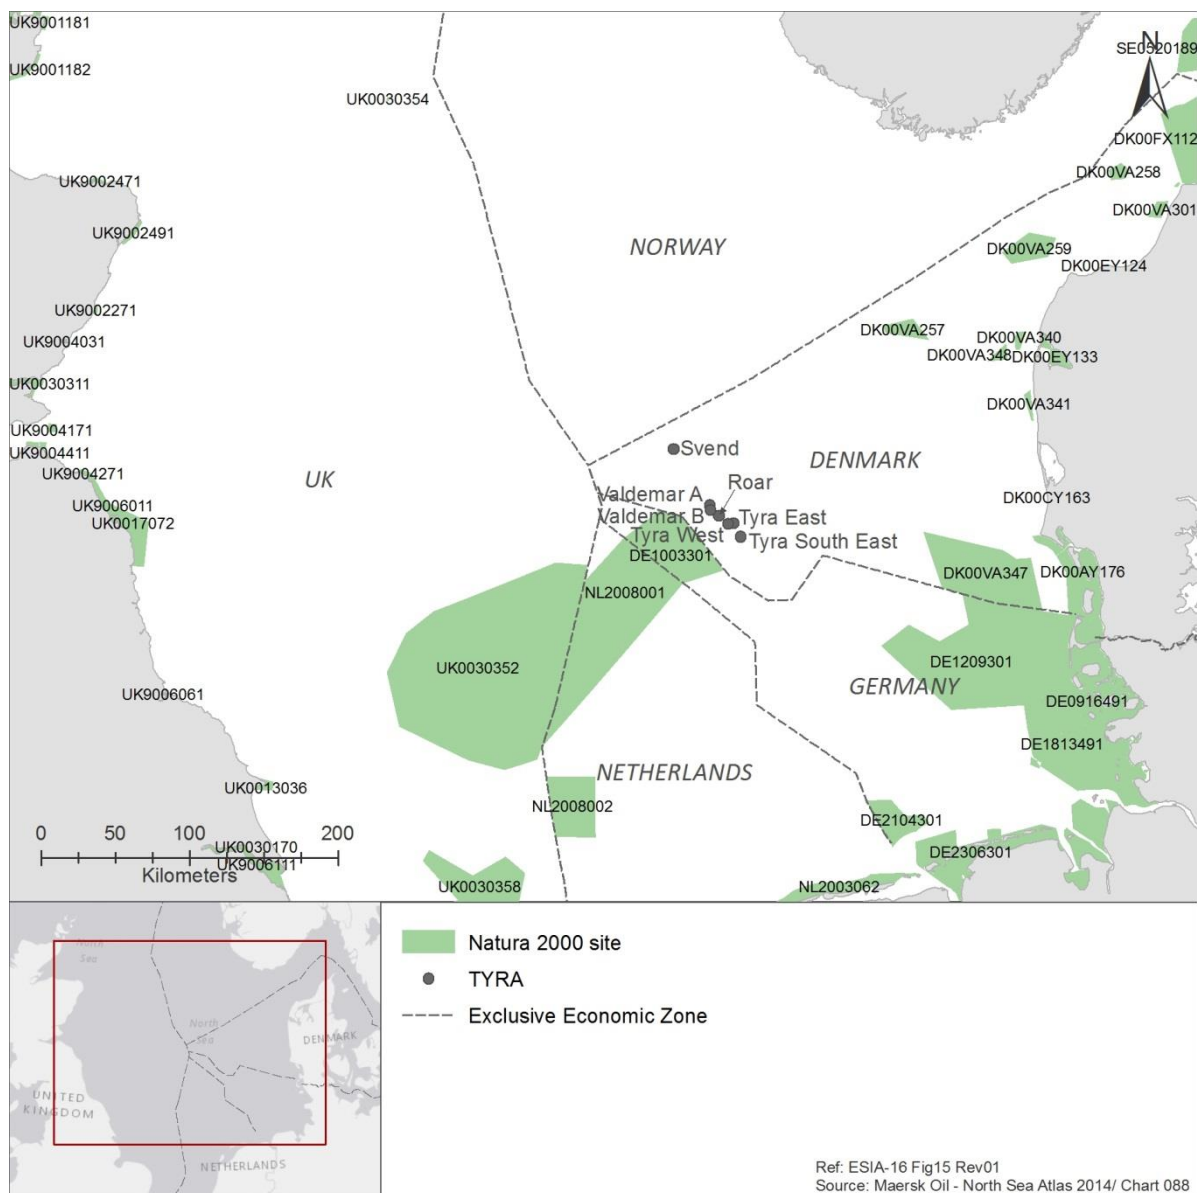 UK9001181
SE0520189
N
UK9001182
UK0030354
DK00FX112
DK00VA258
UK9002471
DK00VA301
UK9002491
NORWAY
DK00VA259
DK00EY124
UK9002271
DK00VA257
UK9004031
DK00VA340
DK00VA348
DK00EY133
UK0030311
DK00VA341
UK9004171
UK9004411
Svend
DENMARK
UK9004271
UK
Roar
Valdemar A
DK00CY163
UK9006011
Valdemar B
Tyra East
UK0017072
Tyra West
Tyra South East
DE1003301
DK00VA347
DK00AY176
NL2008001
UK0030352
DE1209301
GERMANY
UK9006061
DE0916491
DE1813491
NETHERLANDS
UK0013036
NL2008002
DE2104301
0 50 100 200
UK0030170
DE2306301
UK9006111
Kilometers
UK0030358
NL2003062
North
Sea
North
Sea
DENMARK
UNITED
KINGDOM
NETHERLANDS
Natura 2000 site
TYRA
Exclusive Economic Zone
Ref: ESIA-16 Fig15 Rev01
Source: Maersk Oil - North Sea Atlas 2014/ Chart 088